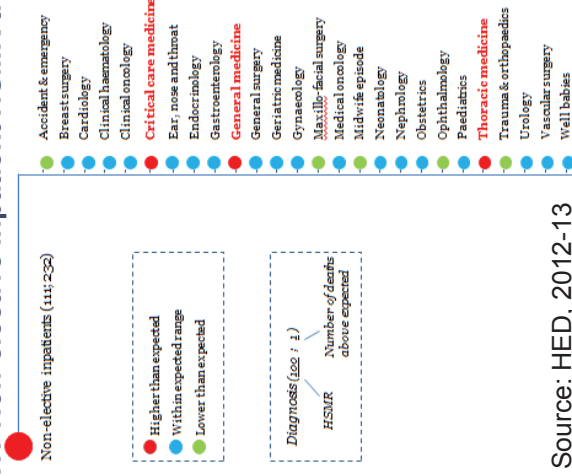 Non-elective inpatients (111; 232)
Higher than expected
Within expected range
Lower than expected
Diagnosis (100 ; 1)
HSMR
Number of deaths
above expected
Accident & emergency
Breast surgery
Cardiology
Clinical haematology
Clinical oncology
Critical care medicine
Ear, nose and throat
Endocrinology
Gastroenterology
General medicine
General surgery
Geriatric medicine
Gynaecology
Maxillo-facial surgery
Medical oncology
Midwife episode
Neonatology
Nephrology
Obstetrics
Ophthalmology
Paediatrics
Thoracic medicine
Trauma & orthopaedics
Urology
Vascular surgery
Well babies
Source: HED, 2012-13